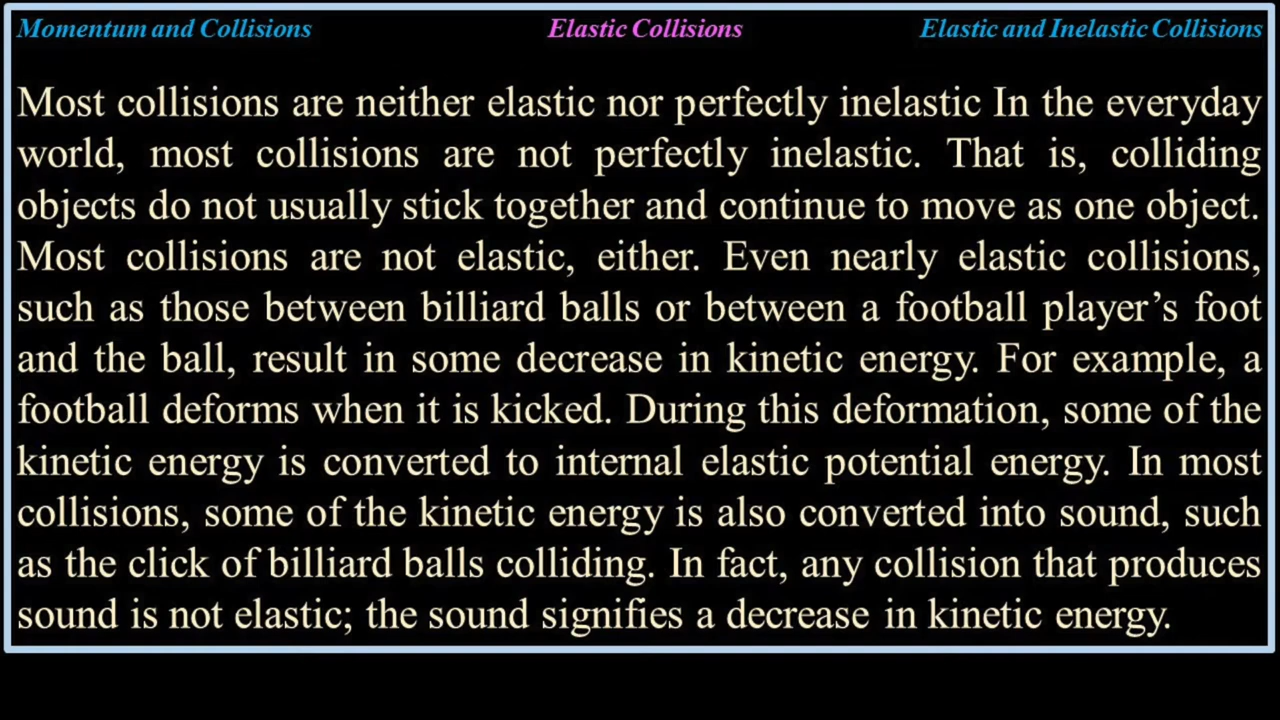 Momentum and Collisions
Elastic Collisions
Elastic and Inelastic Collisions
Most collisions are neither elastic nor perfectly inelastic In the everyday
world, most collisions are not perfectly inelastic. That is, colliding
objects do not usually stick together and continue to move as one object.
Most collisions are not elastic, either. Even nearly elastic collisions,
such as those between billiard balls or between a football player’s foot
and the ball, result in some decrease in kinetic energy. For example, a
football deforms when it is kicked. During this deformation, some of the
kinetic energy is converted to internal elastic potential energy. In most
collisions, some of the kinetic energy is also converted into sound, such
as the click of billiard balls colliding. In fact, any collision that produces
sound is not elastic; the sound signifies a decrease in kinetic energy.